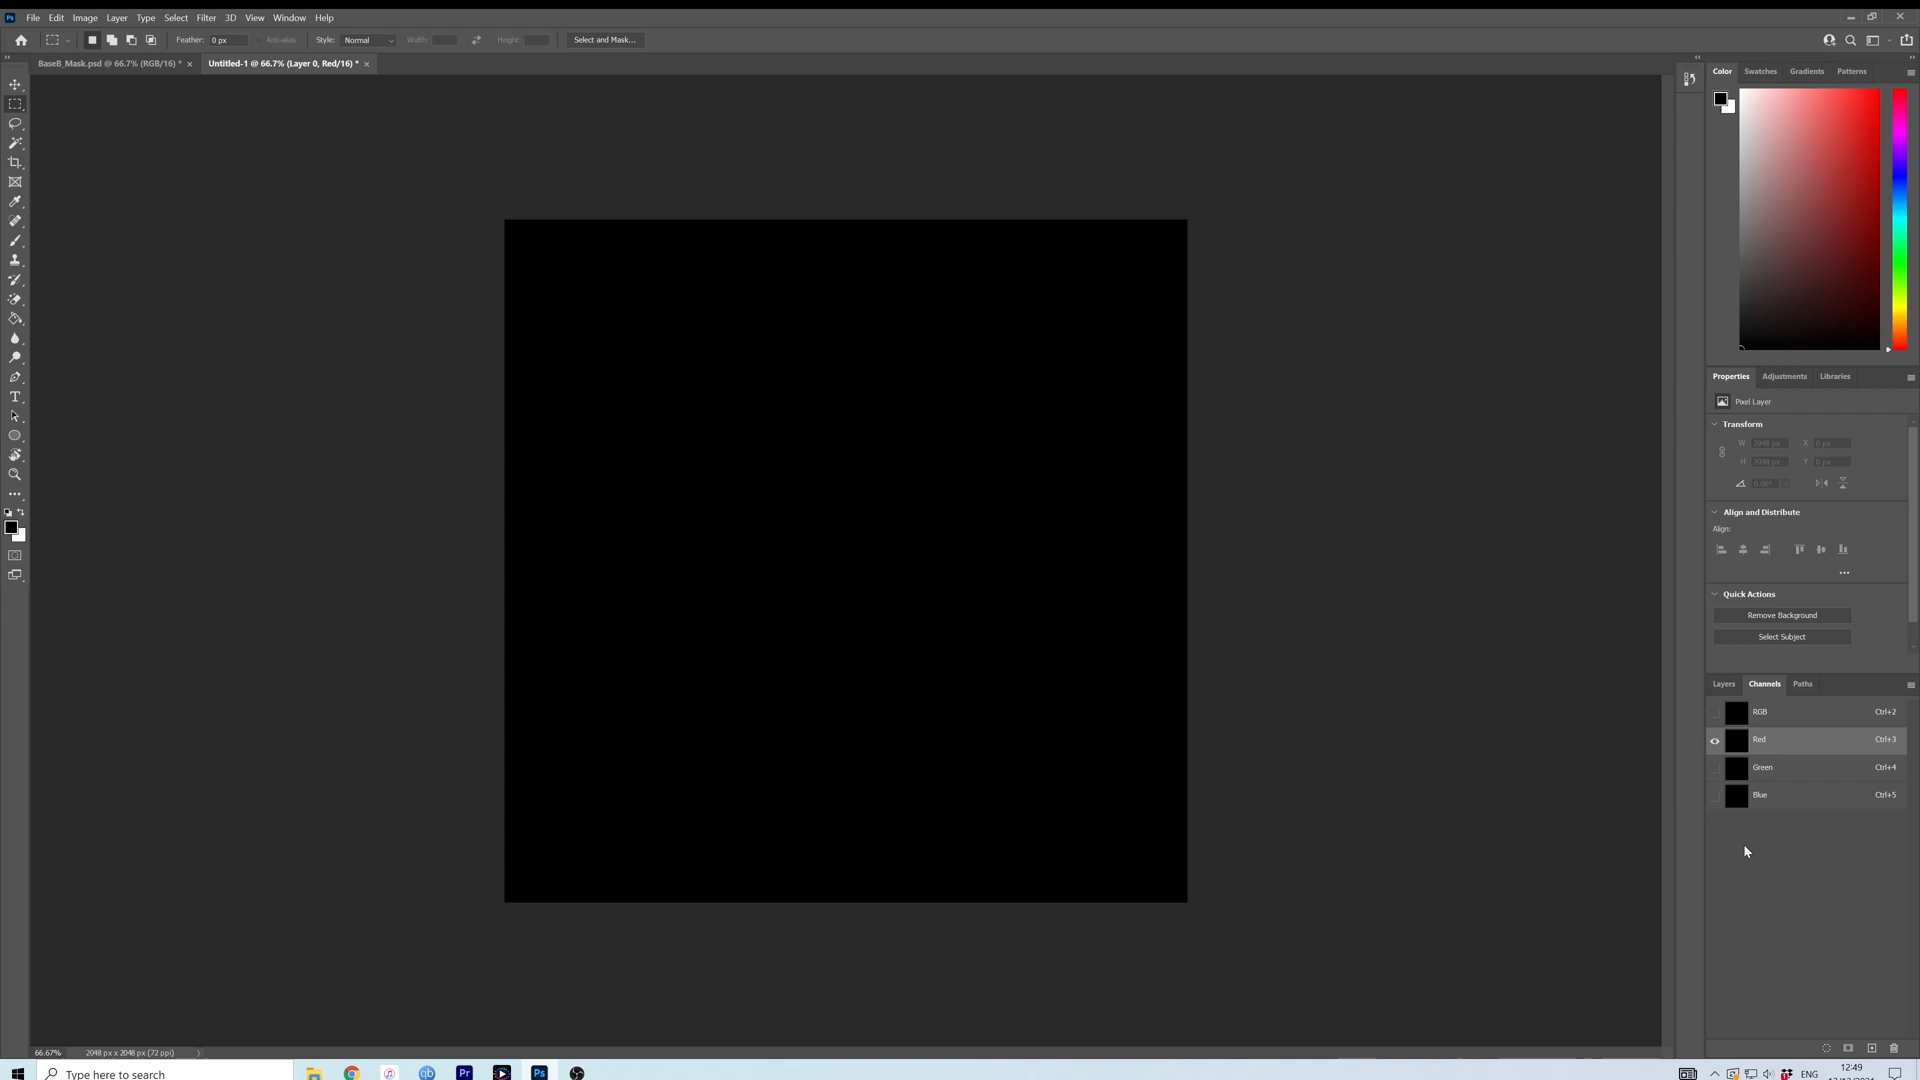 Ps File Edit Image Layer Type Select Filter 3D View Window Help
Feather: 0 px Anti-alias Style: Normal Width: Height: Select and Mask...
BaseB_Mask.psd @ 66.7% (RGB/16) * × Untitled-1 @ 66.7% (Layer 0, Red/16) * ×
Color Swatches Gradients Patterns
Properties Adjustments Libraries
Pixel Layer
Transform
W 2048 px X 0 px
H 2048 px Y 0 px
0.00°
Align and Distribute
Align:
Quick Actions
Remove Background
Select Subject
Layers Channels Paths
RGB Ctrl+2
Red Ctrl+3
Green Ctrl+4
Blue Ctrl+5
66.67% 2048 px x 2048 px (72 ppi)
Type here to search
qb Pr Ps
ENG
12:49